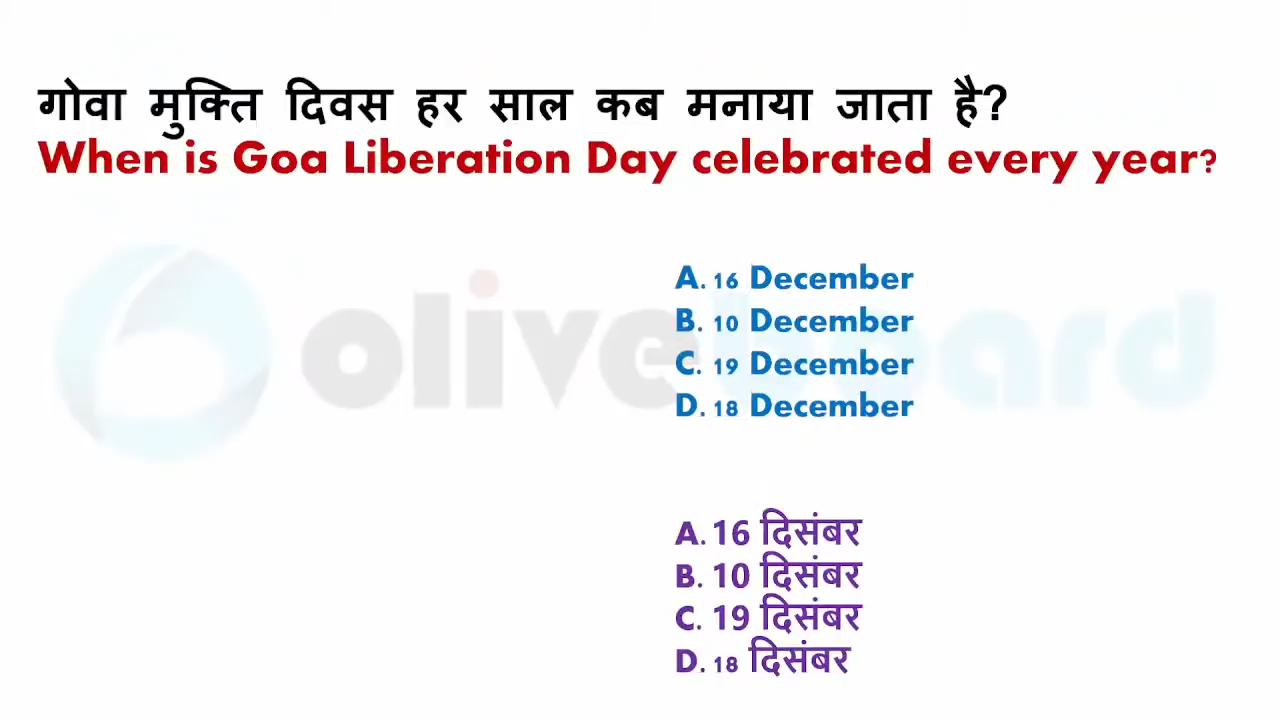 गोवा मुक्ति दिवस हर साल कब मनाया जाता है?
When is Goa Liberation Day celebrated every year?
oliveboard
A. 16 December
B. 10 December
C. 19 December
D. 18 December
A. 16 दिसंबर
B. 10 दिसंबर
C. 19 दिसंबर
D. 18 दिसंबर